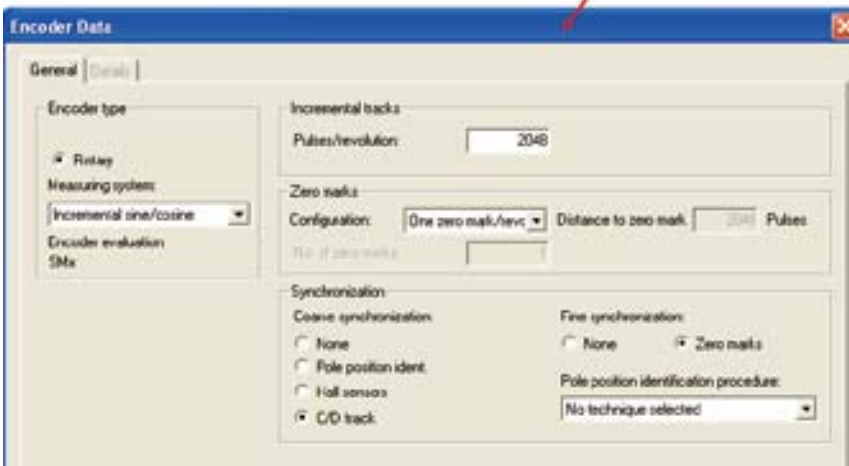 Encoder Data
General Details
Encoder type
Rotary
Measuring system:
Incremental sine/cosine
Encoder evaluation
SMx
Incremental tracks
Pulses/revolution: 2048
Zero marks
Configuration: One zero mark/revo Distance to zero mark 2048 Pulses
No. of zero marks 1
Synchronization
Coarse synchronization:
None
Pole position ident.
Hall sensors
C/D track
Fine synchronization:
None Zero marks
Pole position identification procedure:
No technique selected